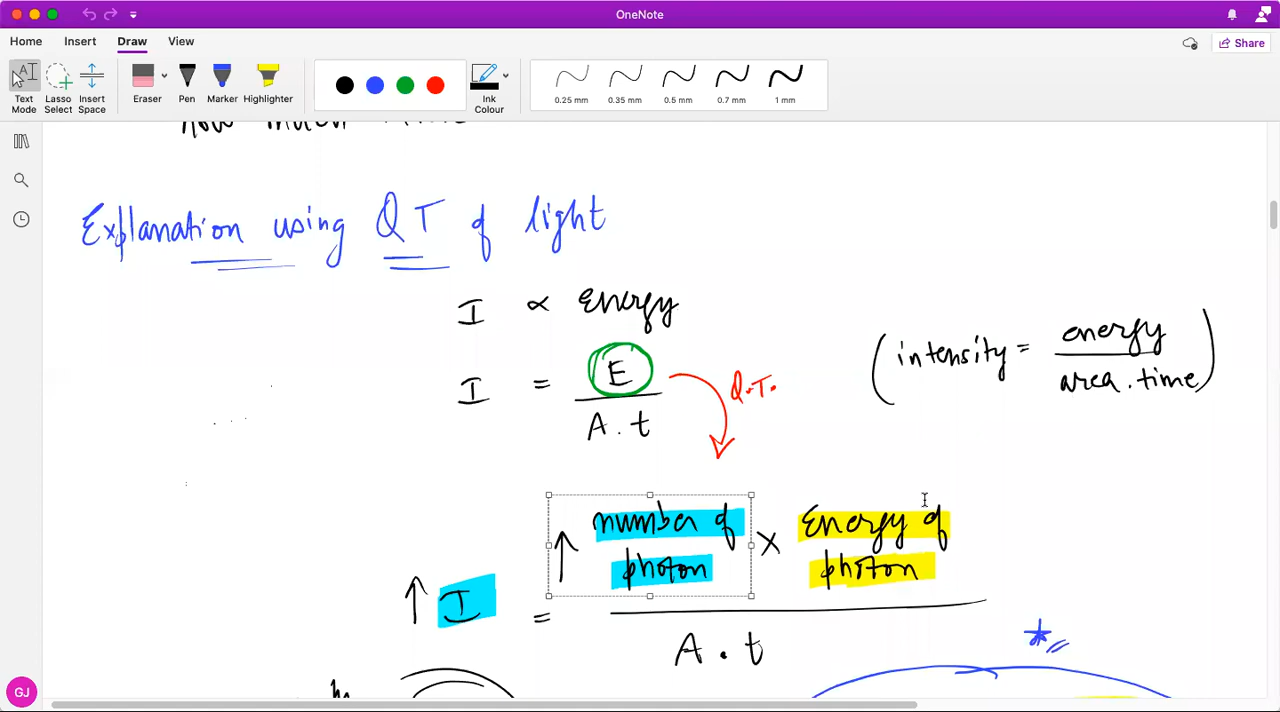 OneNote
Home Insert Draw View
Share
Text Mode
Lasso Select
Insert Space
Eraser
Pen
Marker
Highlighter
Ink Colour
0.25 mm 0.35 mm 0.5 mm 0.7 mm 1 mm
how much
Explanation using QT of light
I ∝ energy
I = E
A . t
Q.T.
(intensity = energy
area . time)
↑ number of photon × Energy of photon
↑ I =
A . t
GJ